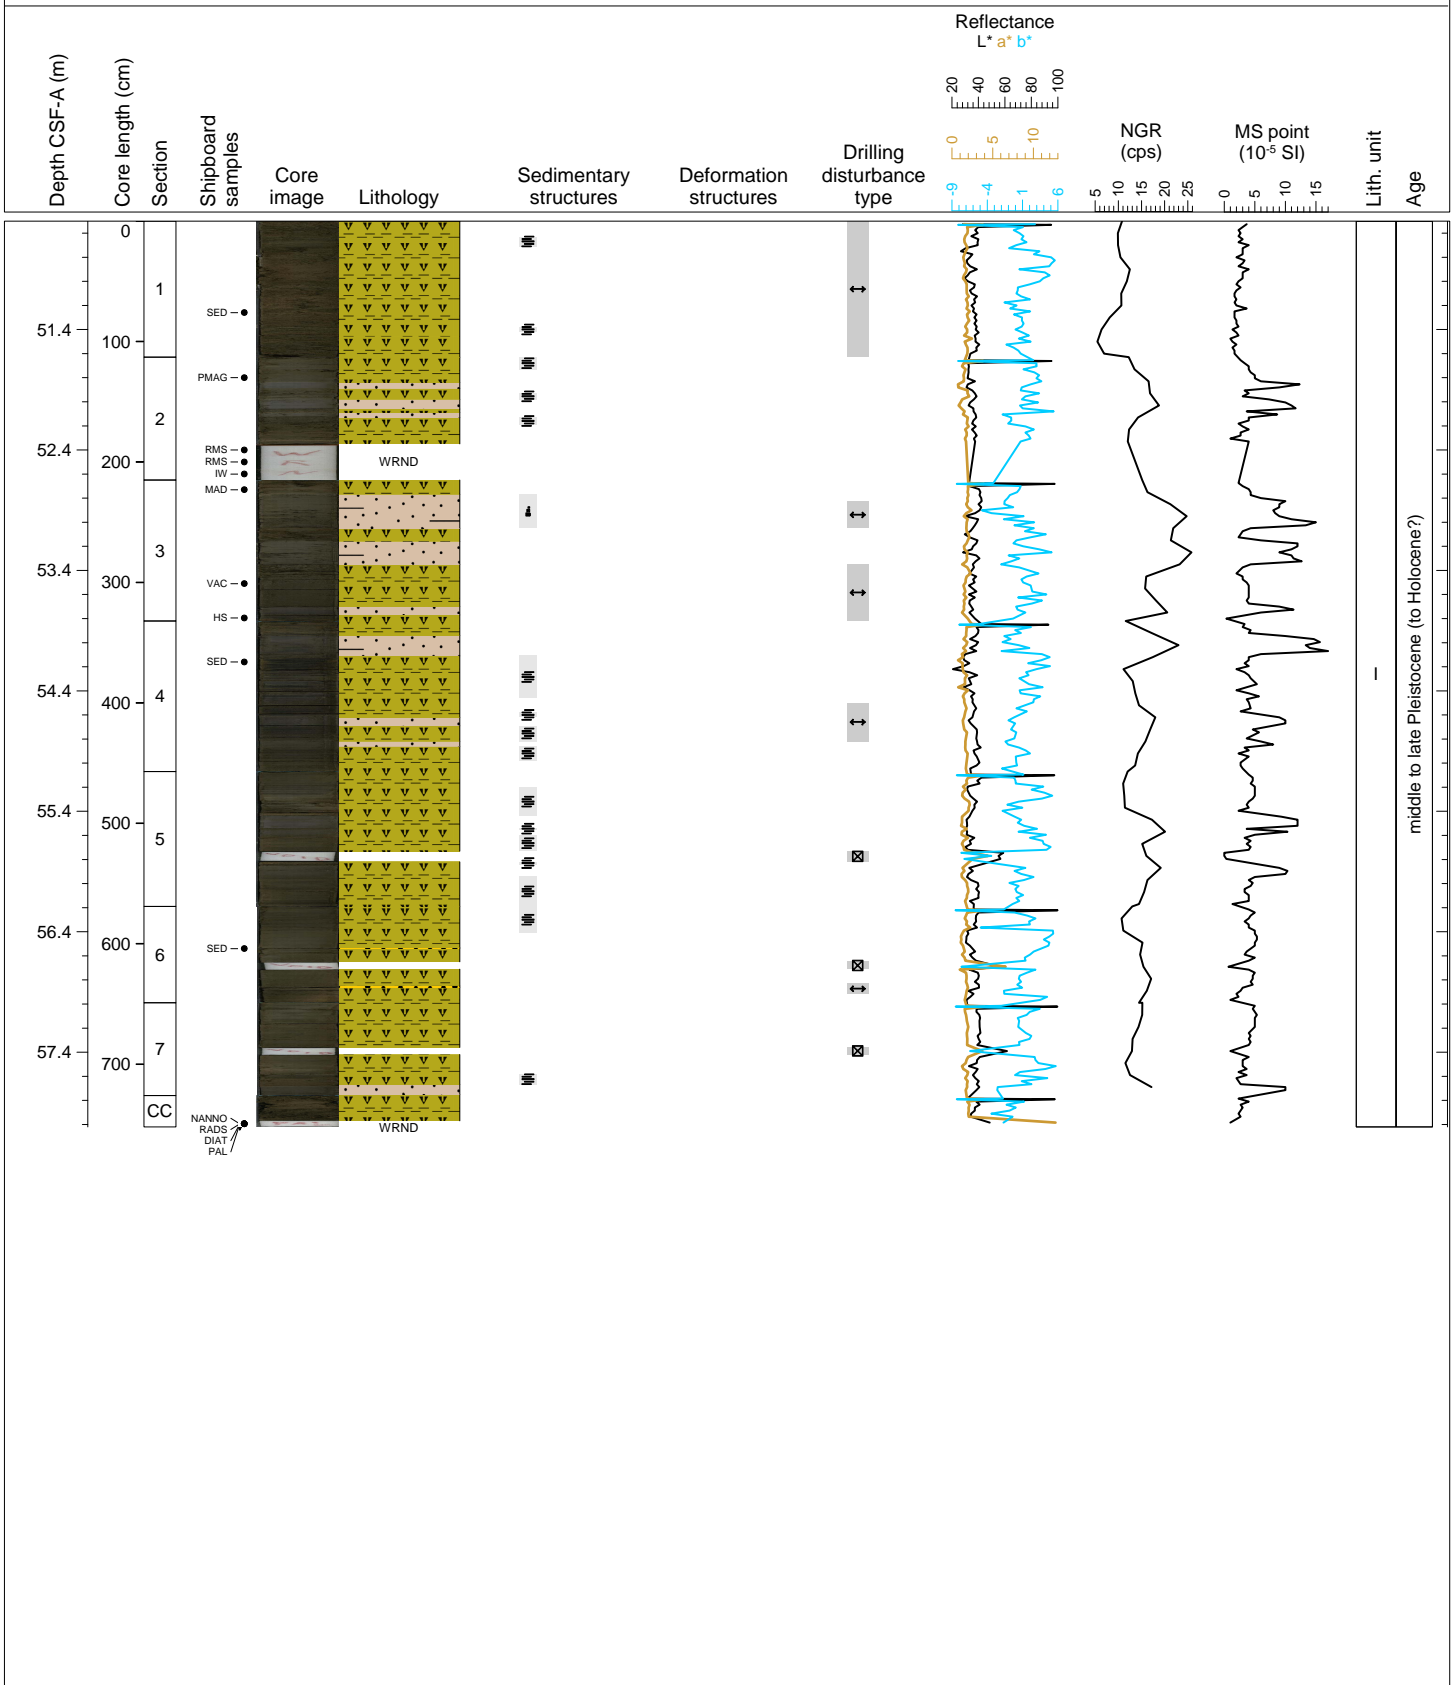 Reflectance
L* a* b*
Depth CSF-A (m)
Core length (cm)
Section
Shipboard
samples
Core
image
Lithology
Sedimentary
structures
Deformation
structures
Drilling
disturbance
type
20 40 60 80 100
0 5 10
-9 -4 1 6
NGR
(cps)
5 10 15 20 25
MS point
(10⁻⁵ SI)
0 5 10 15
Lith. unit
Age
0
1
SED
51.4
100
PMAG
2
52.4
RMS
200
RMS
WRND
IW
MAD
3
53.4
300
VAC
HS
SED
54.4
4
400
I
middle to late Pleistocene (to Holocene?)
55.4
500
5
56.4
600
SED
6
57.4
7
700
CC
NANNO
RADS
WRND
DIAT
PAL